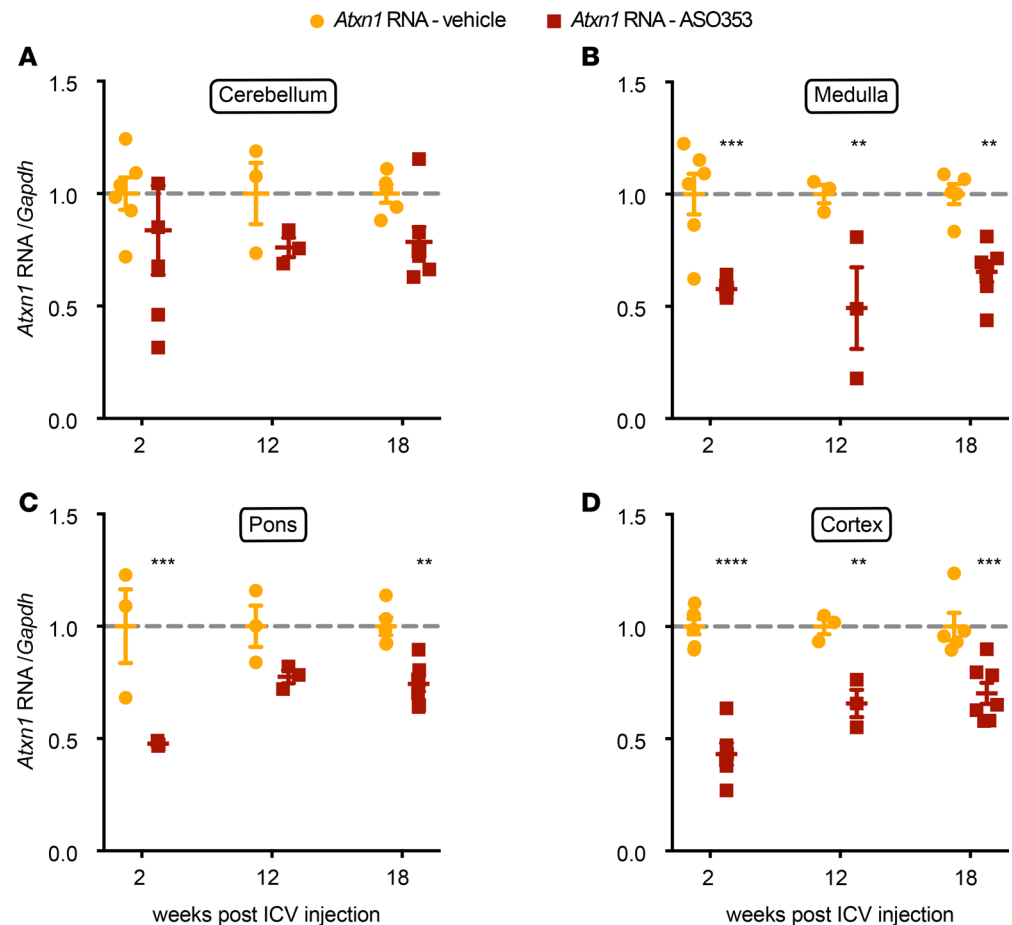 Atxn1 RNA - vehicle Atxn1 RNA - ASO353
A B
Cerebellum Medulla
Atxn1 RNA / Gapdh
1.5
1.0
0.5
0.0
2 12 18
1.5
1.0
0.5
0.0
*** ** **
2 12 18
C D
Pons Cortex
Atxn1 RNA / Gapdh
1.5
1.0
0.5
0.0
*** **
2 12 18
weeks post ICV injection
1.5
1.0
0.5
0.0
**** ** ***
2 12 18
weeks post ICV injection